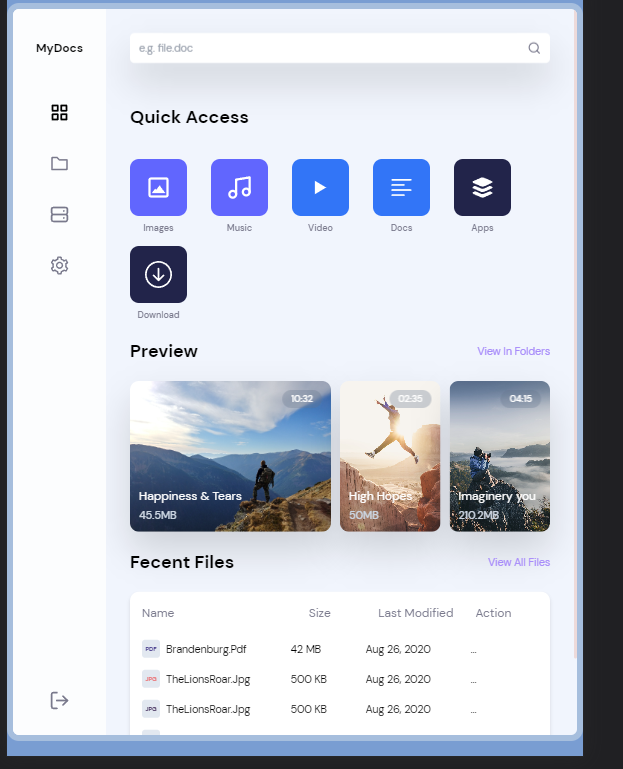 MyDocs
e.g. file.doc
Quick Access
Images Music Video Docs Apps
Download
Preview View In Folders
10:32 02:35 04:15
Happiness & Tears High Hopes Imaginery you
45.5MB 50MB 210.2MB
Fecent Files View All Files
Name Size Last Modified Action
PDF Brandenburg.Pdf 42 MB Aug 26, 2020 ...
JPG TheLionsRoar.Jpg 500 KB Aug 26, 2020 ...
JPG TheLionsRoar.Jpg 500 KB Aug 26, 2020 ...